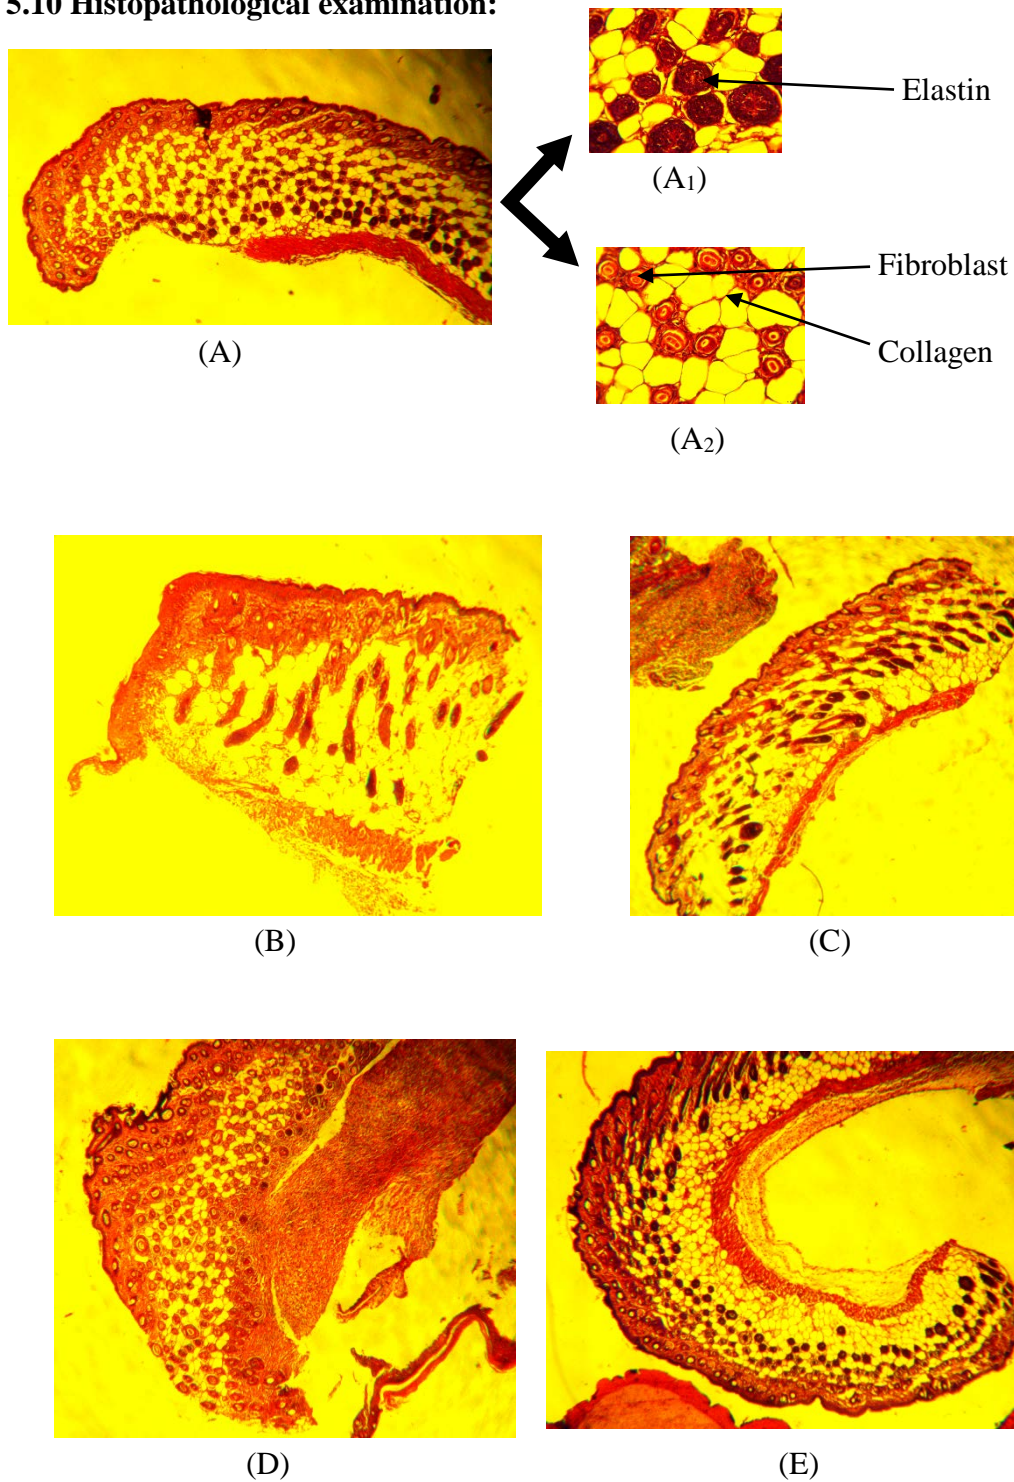 5.10 Histopathological examination:
Elastin
(A₁)
Fibroblast
Collagen
(A)
(A₂)
(B)
(C)
(D)
(E)